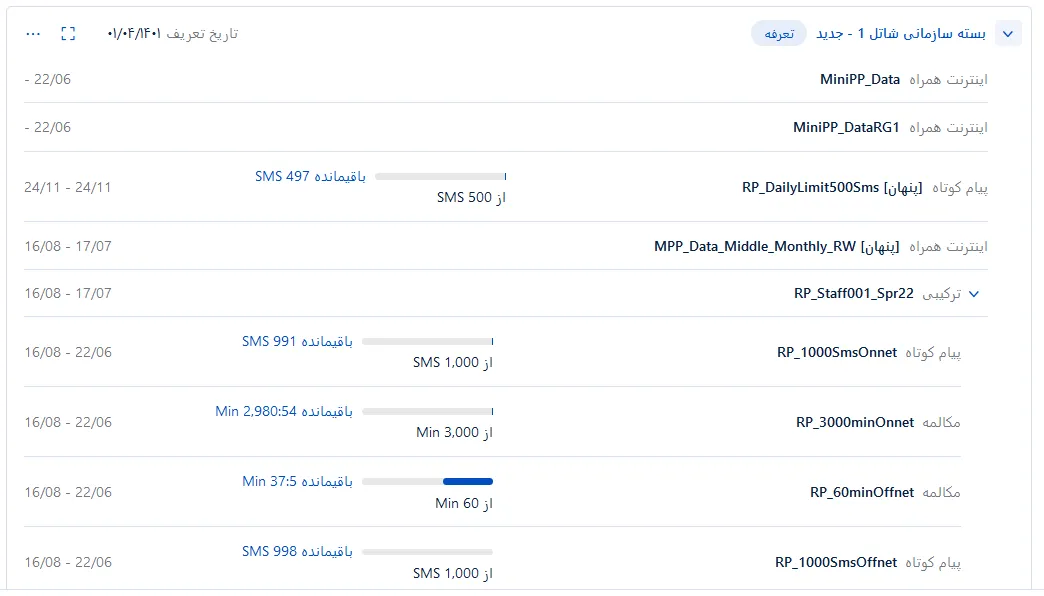 بسته سازمانی شاتل 1 - جدید تعرفه تاریخ تعریف ۰۱/۰۴/۱۴۰۱
اینترنت همراه MiniPP_Data - 22/06
اینترنت همراه MiniPP_DataRG1 - 22/06
پیام کوتاه RP_DailyLimit500Sms [پنهان] باقیمانده 497 SMS 24/11 - 24/11
از 500 SMS
اینترنت همراه MPP_Data_Middle_Monthly_RW [پنهان] 16/08 - 17/07
ترکیبی RP_Staff001_Spr22 16/08 - 17/07
پیام کوتاه RP_1000SmsOnnet باقیمانده 991 SMS 16/08 - 22/06
از 1,000 SMS
مکالمه RP_3000minOnnet باقیمانده 2,980:54 Min 16/08 - 22/06
از 3,000 Min
مکالمه RP_60minOffnet باقیمانده 37:5 Min 16/08 - 22/06
از 60 Min
پیام کوتاه RP_1000SmsOffnet باقیمانده 998 SMS 16/08 - 22/06
از 1,000 SMS